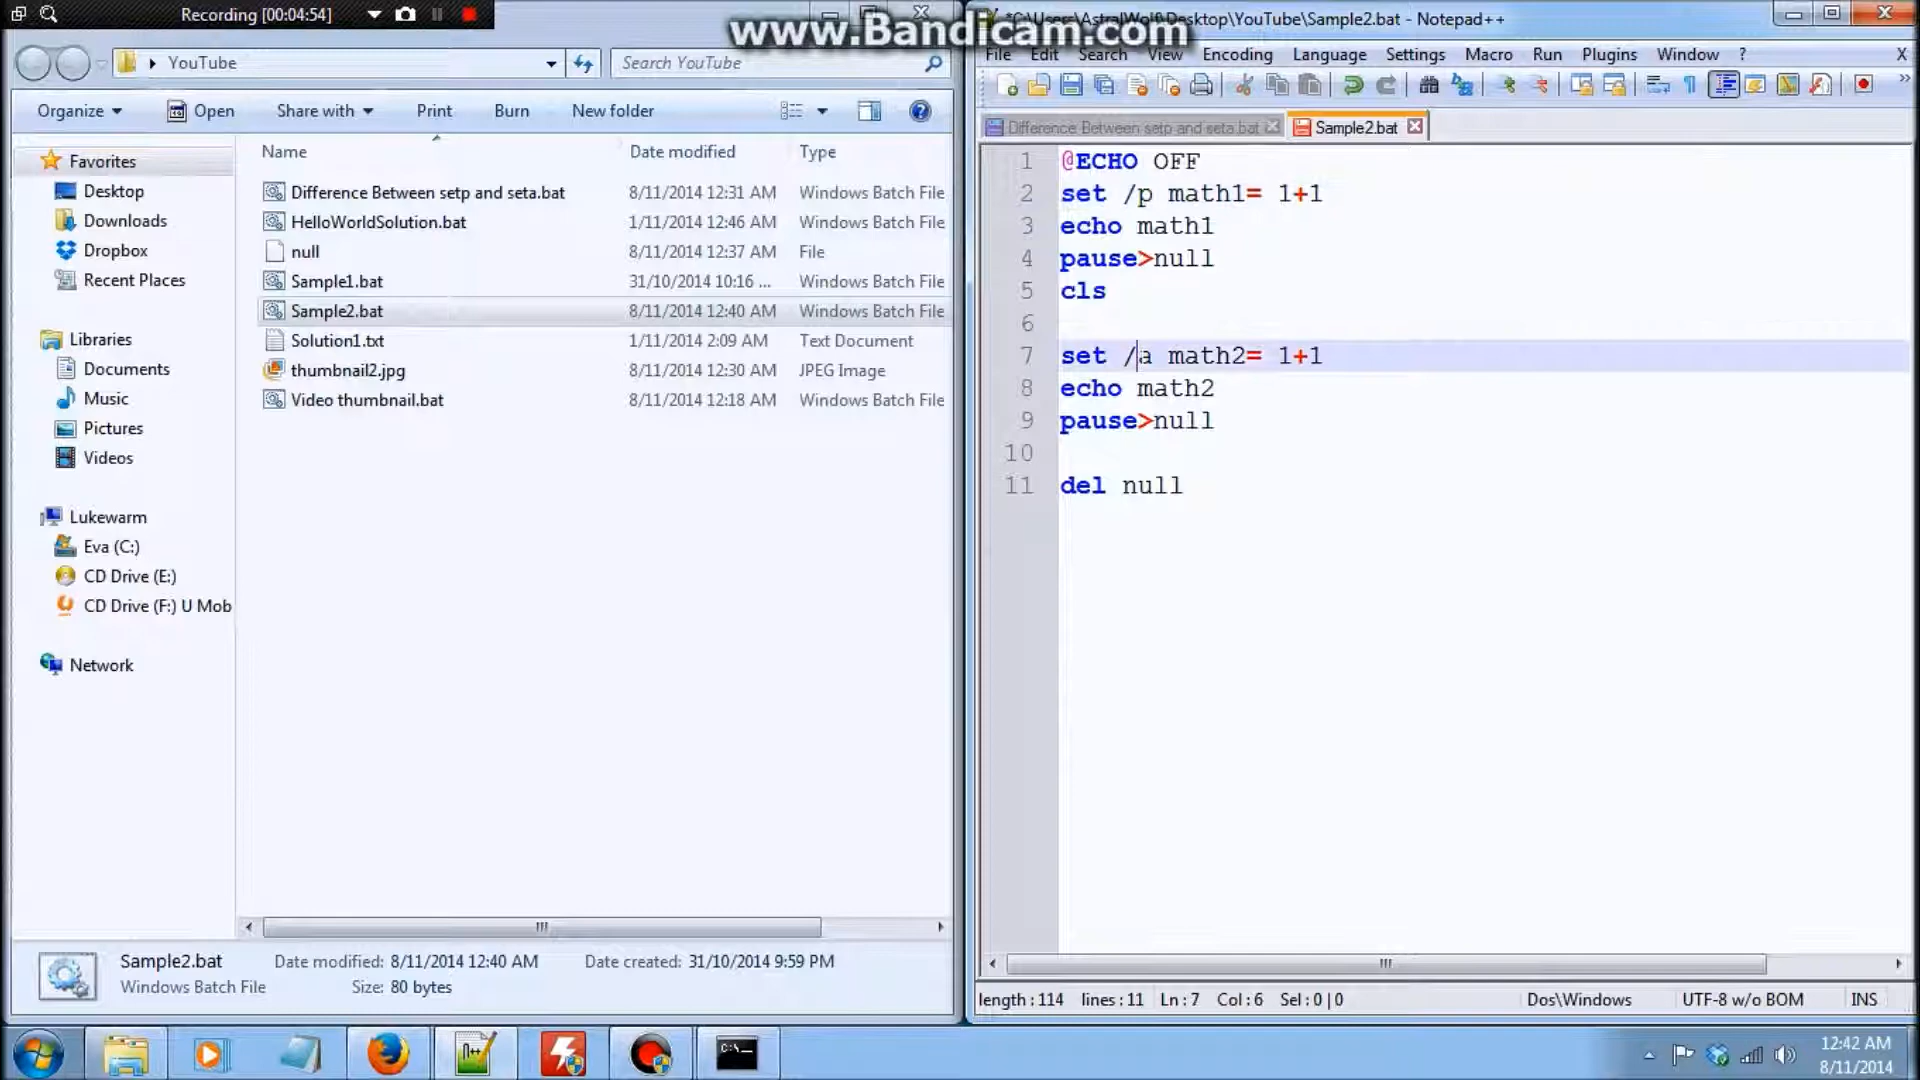 Recording [00:04:54]
www.Bandicam.com
YouTube
Search YouTube
Organize
Open
Share with
Print
Burn
New folder
Name
Date modified
Type
Favorites
Desktop
Downloads
Dropbox
Recent Places
Libraries
Documents
Music
Pictures
Videos
Lukewarm
Eva (C:)
CD Drive (E:)
CD Drive (F:) U Mob
Network
Difference Between setp and seta.bat 8/11/2014 12:31 AM Windows Batch File
HelloWorldSolution.bat 1/11/2014 12:46 AM Windows Batch File
null 8/11/2014 12:37 AM File
Sample1.bat 31/10/2014 10:16 ... Windows Batch File
Sample2.bat 8/11/2014 12:40 AM Windows Batch File
Solution1.txt 1/11/2014 2:09 AM Text Document
thumbnail2.jpg 8/11/2014 12:30 AM JPEG Image
Video thumbnail.bat 8/11/2014 12:18 AM Windows Batch File
Sample2.bat Date modified: 8/11/2014 12:40 AM Date created: 31/10/2014 9:59 PM
Windows Batch File Size: 80 bytes
*C:\Users\AstralWolf\Desktop\YouTube\Sample2.bat - Notepad++
File Edit Search View Encoding Language Settings Macro Run Plugins Window ? X
Difference Between setp and seta.bat
Sample2.bat
1 @ECHO OFF
2 set /p math1= 1+1
3 echo math1
4 pause>null
5 cls
6
7 set /a math2= 1+1
8 echo math2
9 pause>null
10
11 del null
length : 114 lines : 11 Ln : 7 Col : 6 Sel : 0 | 0 Dos\Windows UTF-8 w/o BOM INS
12:42 AM
8/11/2014